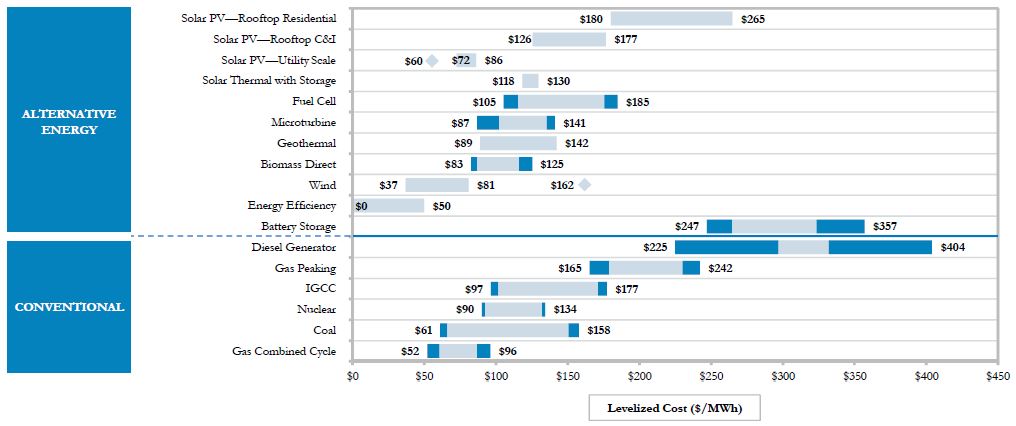 ALTERNATIVE
ENERGY
Solar PV—Rooftop Residential $180 $265
Solar PV—Rooftop C&I $126 $177
Solar PV—Utility Scale $60 $72 $86
Solar Thermal with Storage $118 $130
Fuel Cell $105 $185
Microturbine $87 $141
Geothermal $89 $142
Biomass Direct $83 $125
Wind $37 $81 $162
Energy Efficiency $0 $50
Battery Storage $247 $357
CONVENTIONAL
Diesel Generator $225 $404
Gas Peaking $165 $242
IGCC $97 $177
Nuclear $90 $134
Coal $61 $158
Gas Combined Cycle $52 $96
$0 $50 $100 $150 $200 $250 $300 $350 $400 $450
Levelized Cost ($/MWh)